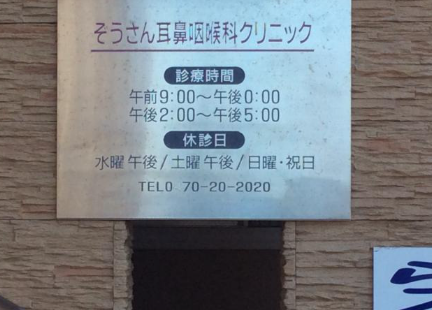 そうさん耳鼻咽喉科クリニック
診療時間
午前9:00～午後0:00
午後2:00～午後5:00
休診日
水曜午後/土曜午後/日曜・祝日
TEL0 70-20-2020